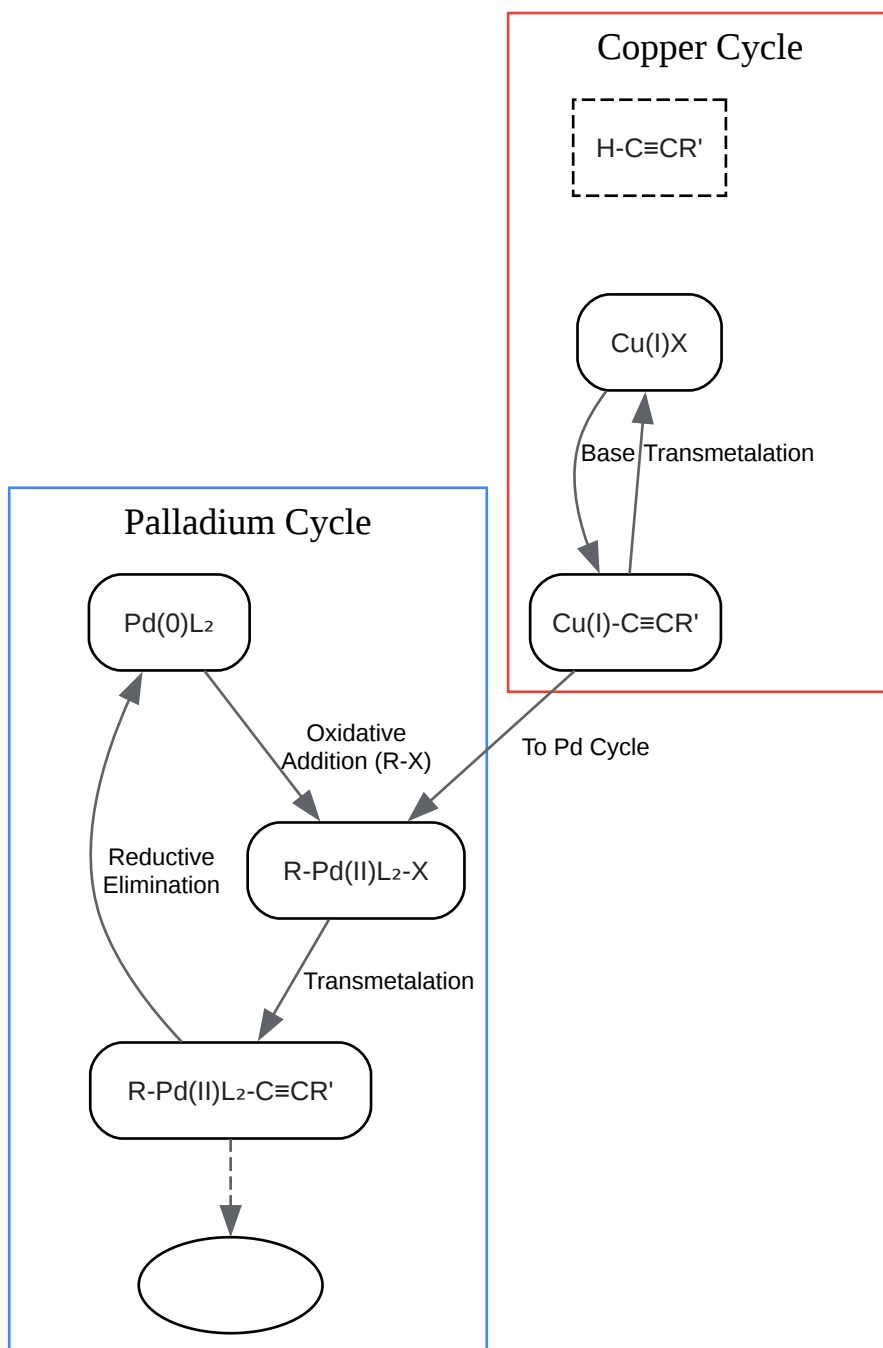 Copper Cycle
H-C≡CR'
Cu(I)X
Base
Transmetalation
Cu(I)-C≡CR'
To Pd Cycle
Palladium Cycle
Pd(0)L₂
Oxidative
Addition (R-X)
R-Pd(II)L₂-X
Reductive
Elimination
Transmetalation
R-Pd(II)L₂-C≡CR'